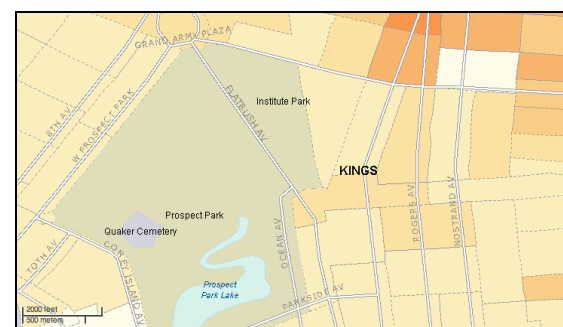 GRAND ARMY PLAZA
8TH AV
W PROSPECT PARK
FLATBUSH AV
Institute Park
KINGS
Prospect Park
Quaker Cemetery
TOTH AV
CONEY ISLAND AV
OCEAN AV
ROGERS AV
NOSTRAND AV
Prospect
Park Lake
PARKSIDE AV
2000 feet
500 meters